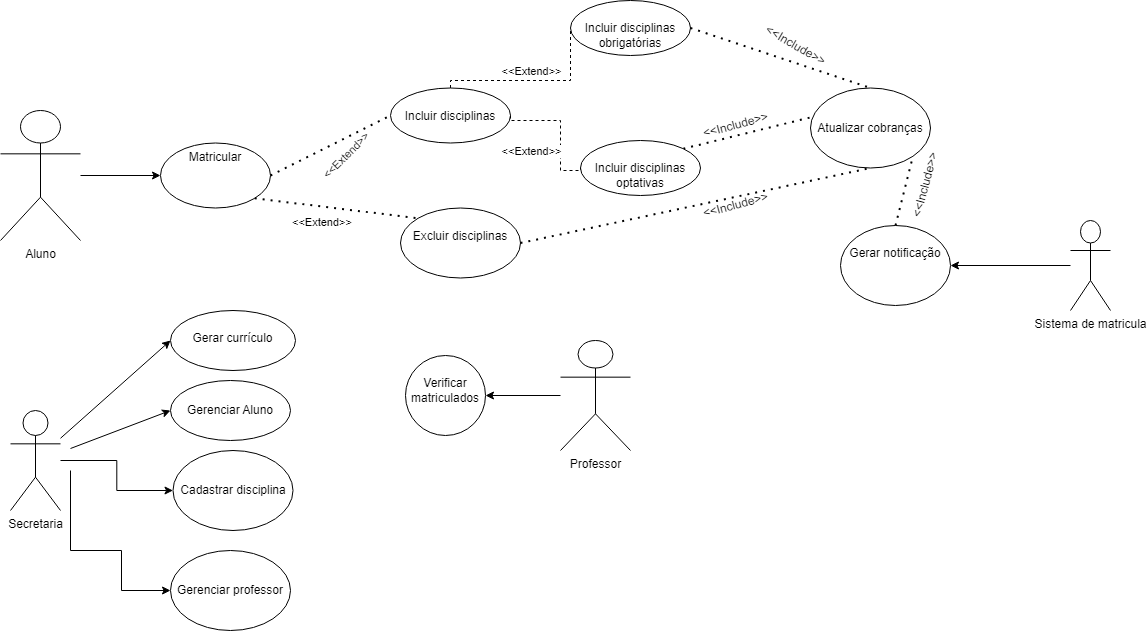 Incluir disciplinas
obrigatórias
<<Include>>
<<Extend>>
Incluir disciplinas
Atualizar cobranças
<<Include>>
<<Extend>>
<<Extend>>
Matricular
Incluir disciplinas
optativas
<<Include>>
<<Include>>
<<Extend>>
Excluir disciplinas
Aluno
Gerar notificação
Sistema de matricula
Gerar currículo
Verificar
matriculados
Gerenciar Aluno
Professor
Cadastrar disciplina
Secretaria
Gerenciar professor